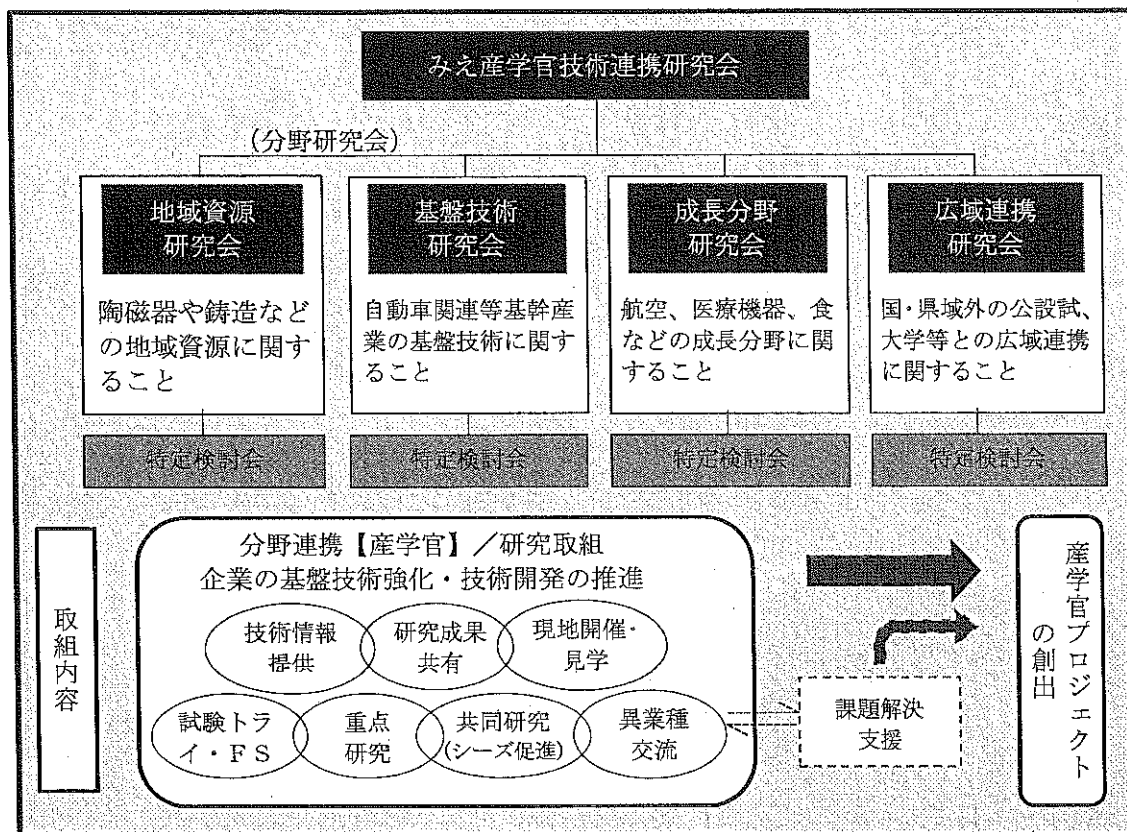 みえ産学官技術連携研究会
(分野研究会)
地域資源
研究会
陶磁器や鋳造など
の地域資源に関す
ること
特定検討会
基盤技術
研究会
自動車関連等基幹産
業の基盤技術に関す
ること
特定検討会
成長分野
研究会
航空、医療機器、食
などの成長分野に関
すること
特定検討会
広域連携
研究会
国・県域外の公設試、
大学等との広域連携
に関すること
特定検討会
取組内容
分野連携【産学官】／研究取組
企業の基盤技術強化・技術開発の推進
技術情報
提供
研究成果
共有
現地開催・
見学
試験トラ
イ・ＦＳ
重点
研究
共同研究
(シーズ促進)
異業種
交流
課題解決
支援
産学官プロジェクト
の創出